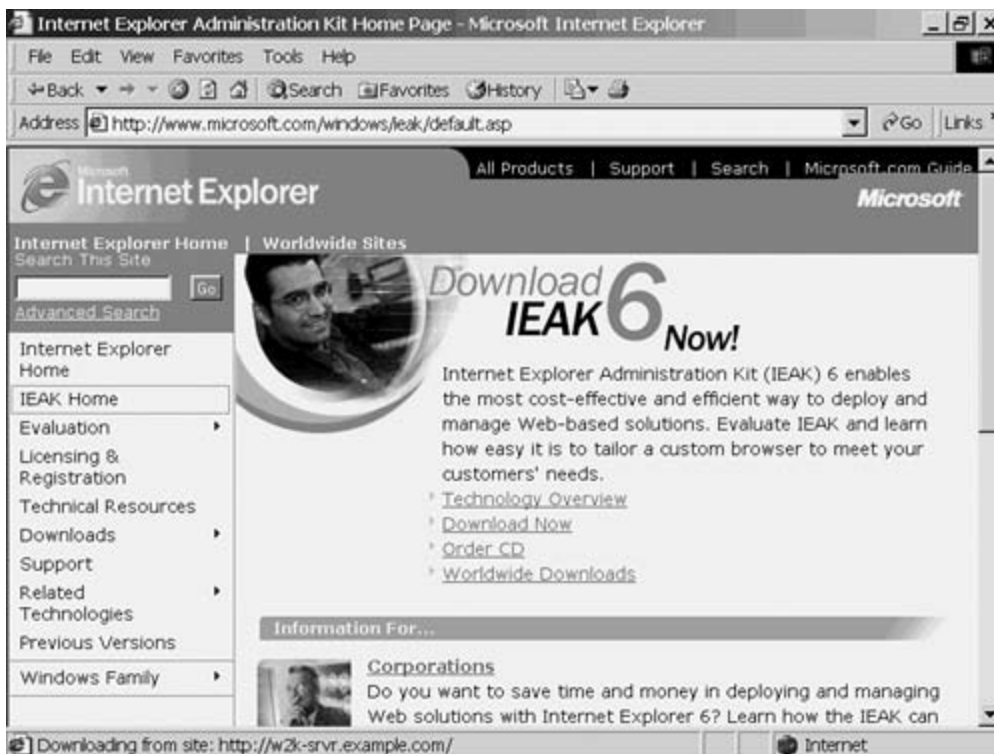 Internet Explorer Administration Kit Home Page - Microsoft Internet Explorer
File Edit View Favorites Tools Help
Back Search Favorites History
Address http://www.microsoft.com/windows/ieak/default.asp Go Links
All Products | Support | Search | Microsoft.com Guide
Microsoft
Internet Explorer
Microsoft
Internet Explorer Home | Worldwide Sites
Search This Site
Go
Advanced Search
Internet Explorer
Home
IEAK Home
Evaluation
Licensing &
Registration
Technical Resources
Downloads
Support
Related
Technologies
Previous Versions
Windows Family
Download
IEAK 6
Now!
Internet Explorer Administration Kit (IEAK) 6 enables
the most cost-effective and efficient way to deploy and
manage Web-based solutions. Evaluate IEAK and learn
how easy it is to tailor a custom browser to meet your
customers' needs.
Technology Overview
Download Now
Order CD
Worldwide Downloads
Information For...
Corporations
Do you want to save time and money in deploying and managing
Web solutions with Internet Explorer 6? Learn how the IEAK can
Downloading from site: http://w2k-srvr.example.com/ Internet